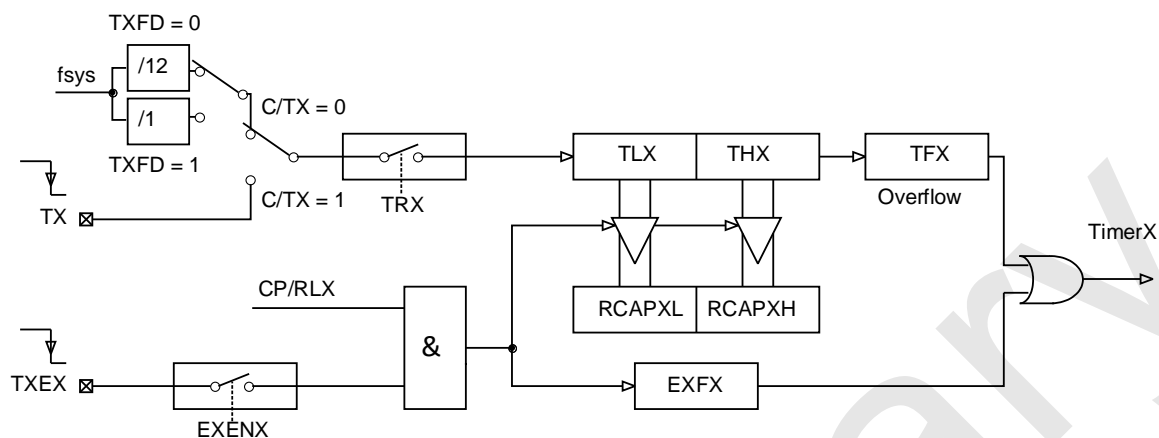 TXFD = 0
/12
fsys
C/TX = 0
/1
TXFD = 1
TLX
THX
TFX
TX
C/TX = 1
TRX
Overflow
TimerX
CP/RLX
RCAPXL
RCAPXH
&
TXEX
EXFX
EXENX
ary